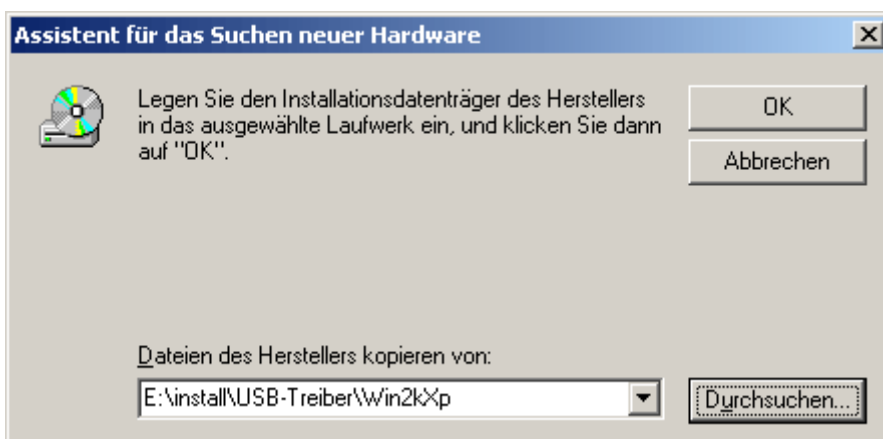 Assistent für das Suchen neuer Hardware
Legen Sie den Installationsdatenträger des Herstellers
in das ausgewählte Laufwerk ein, und klicken Sie dann
auf "OK".
OK
Abbrechen
Dateien des Herstellers kopieren von:
E:\install\USB-Treiber\Win2kXp
Durchsuchen...